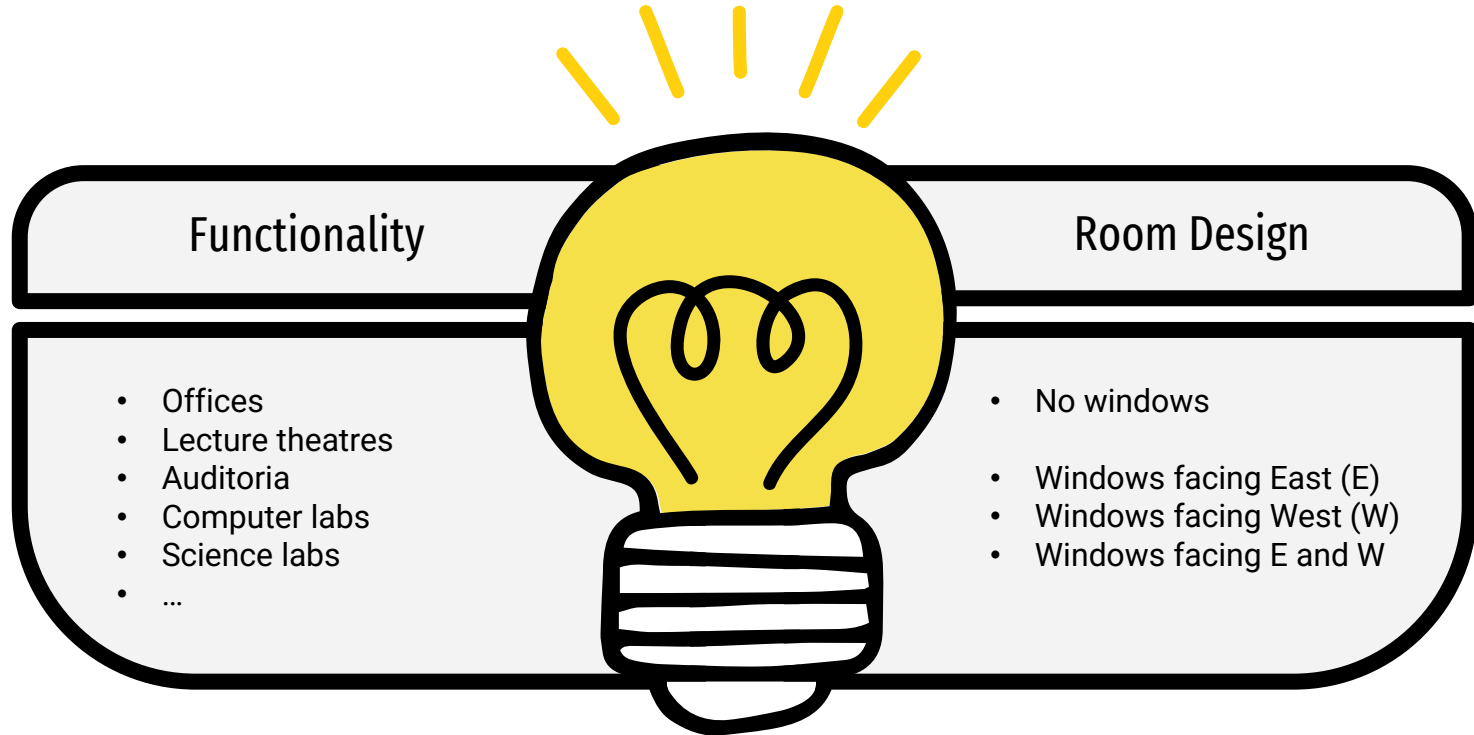 Functionality
• Offices
• Lecture theatres
• Auditoria
• Computer labs
• Science labs
• …
Room Design
• No windows
• Windows facing East (E)
• Windows facing West (W)
• Windows facing E and W